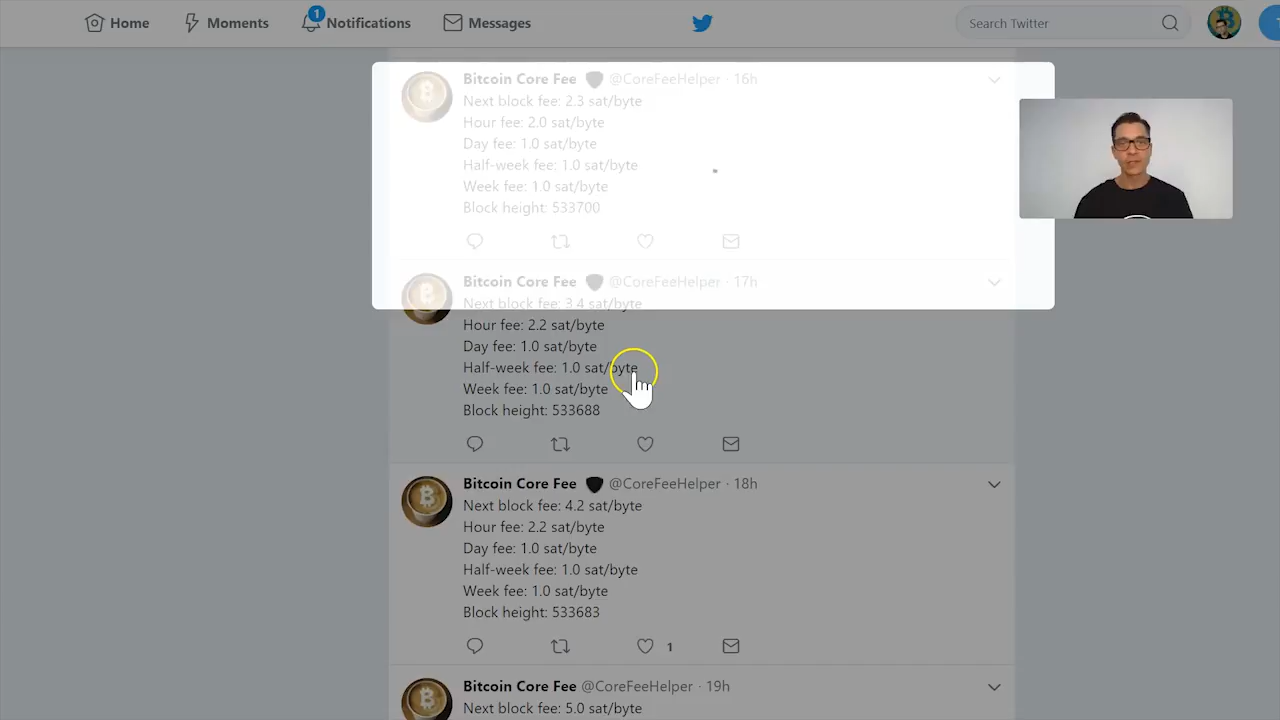 Home
Moments
1
Notifications
Messages
Search Twitter
Bitcoin Core Fee @CoreFeeHelper · 16h
Next block fee: 2.3 sat/byte
Hour fee: 2.0 sat/byte
Day fee: 1.0 sat/byte
Half-week fee: 1.0 sat/byte
Week fee: 1.0 sat/byte
Block height: 533700
Bitcoin Core Fee @CoreFeeHelper · 17h
Next block fee: 3.4 sat/byte
Hour fee: 2.2 sat/byte
Day fee: 1.0 sat/byte
Half-week fee: 1.0 sat/byte
Week fee: 1.0 sat/byte
Block height: 533688
Bitcoin Core Fee @CoreFeeHelper · 18h
Next block fee: 4.2 sat/byte
Hour fee: 2.2 sat/byte
Day fee: 1.0 sat/byte
Half-week fee: 1.0 sat/byte
Week fee: 1.0 sat/byte
Block height: 533683
1
Bitcoin Core Fee @CoreFeeHelper · 19h
Next block fee: 5.0 sat/byte